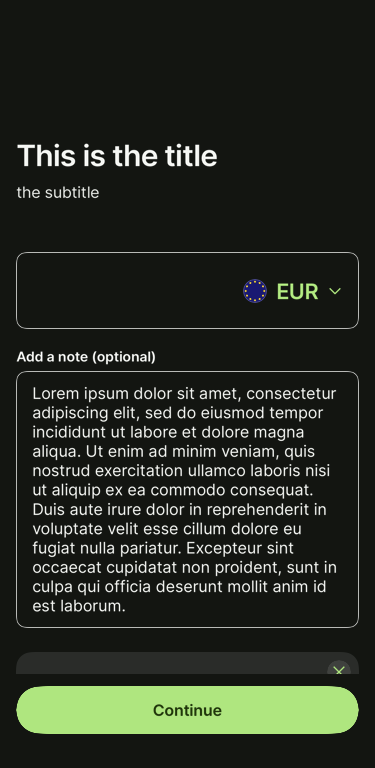 This is the title
the subtitle
EUR
Add a note (optional)
Lorem ipsum dolor sit amet, consectetur
adipiscing elit, sed do eiusmod tempor
incididunt ut labore et dolore magna
aliqua. Ut enim ad minim veniam, quis
nostrud exercitation ullamco laboris nisi
ut aliquip ex ea commodo consequat.
Duis aute irure dolor in reprehenderit in
voluptate velit esse cillum dolore eu
fugiat nulla pariatur. Excepteur sint
occaecat cupidatat non proident, sunt in
culpa qui officia deserunt mollit anim id
est laborum.
Continue